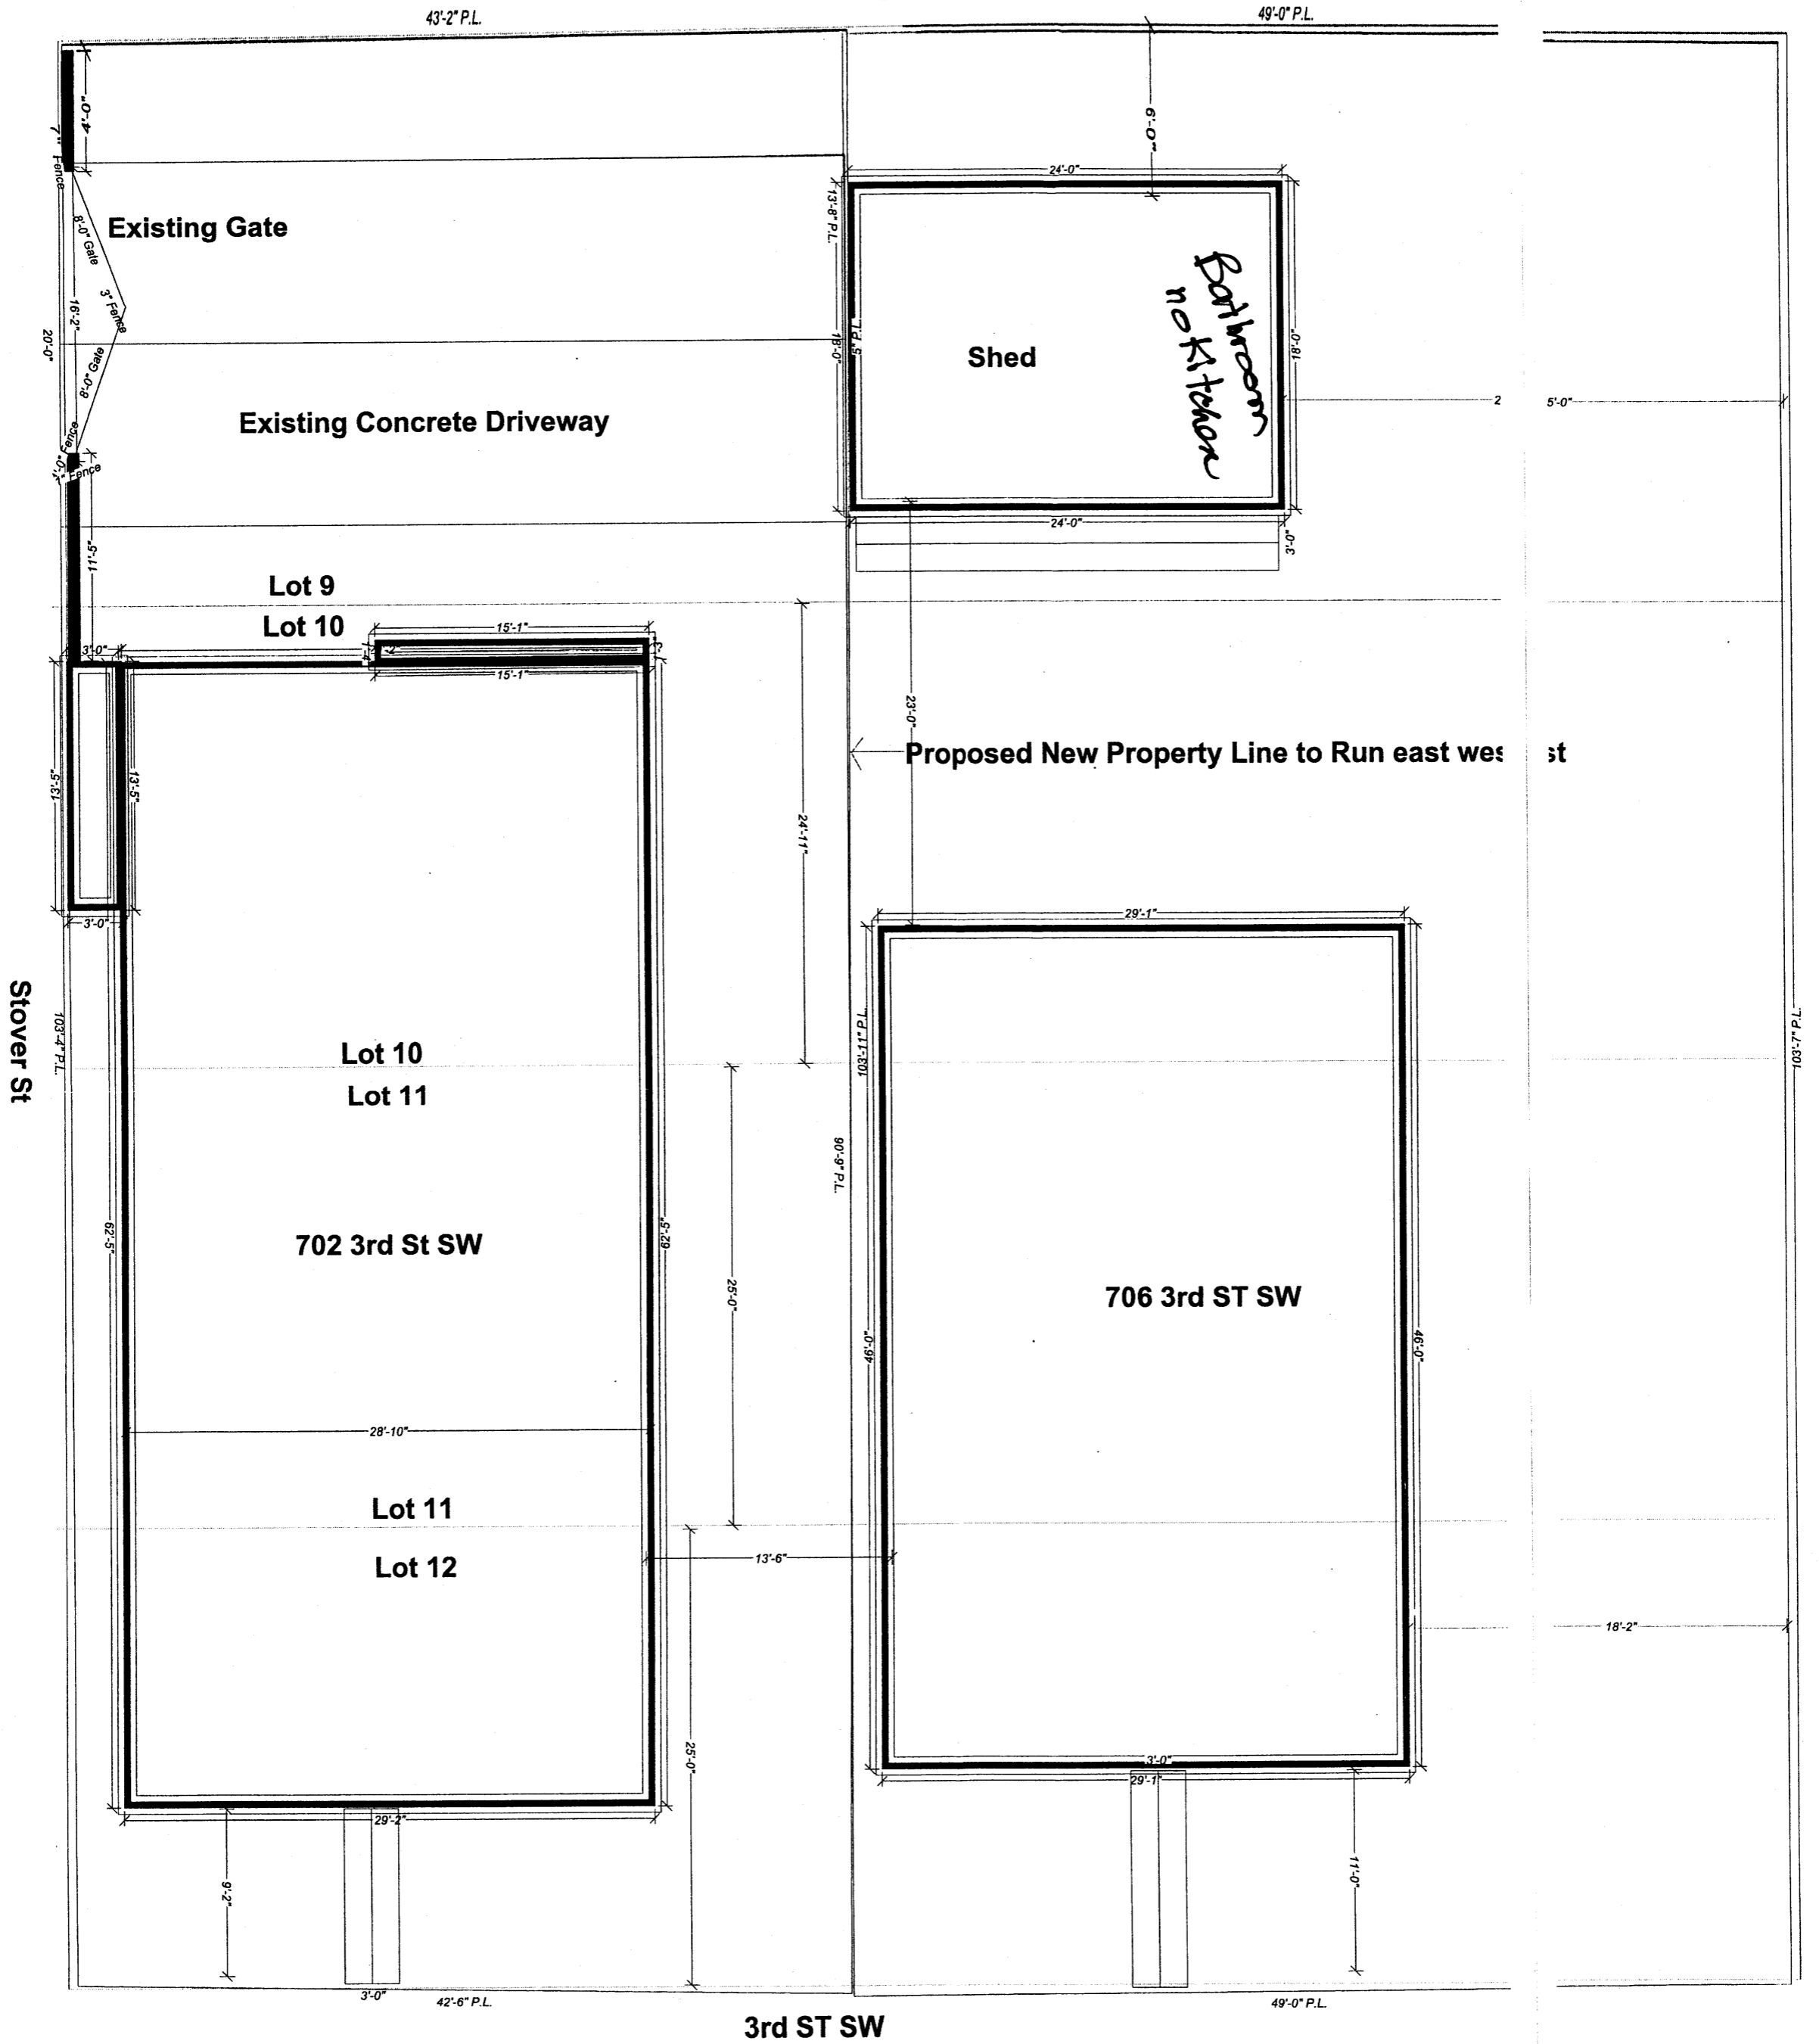 43'-2" P.L.
49'-0" P.L.
4'-0"
7'1" Fence
6'-0"
24'-0"
Existing Gate
8'-0" Gate
3" Fence
16'-2"
8'-0" Gate
20'-0"
13'-8" P.L.
18'-0"
5" P.L.
Shed
Bathroom
no Kitchen
18'-0"
2 5'-0"
Existing Concrete Driveway
Fence
Fence
24'-0"
3'-0"
11'-5"
Lot 9
Lot 10
15'-1"
3'-0"
15'-1"
23'-0"
Proposed New Property Line to Run east wes st
13'-5"
13'-5"
24'-11"
3'-0"
29'-1"
Stover St
103'-4" P.L.
Lot 10
Lot 11
103'-11" P.L.
103'-7" P.L.
90'-9" P.L.
62'-5"
702 3rd St SW
62'-5"
25'-0"
706 3rd ST SW
46'-0"
46'-0"
28'-10"
Lot 11
Lot 12
13'-6"
18'-2"
25'-0"
3'-0"
29'-1"
29'-2"
9'-2"
11'-0"
3'-0"
42'-6" P.L.
49'-0" P.L.
3rd ST SW